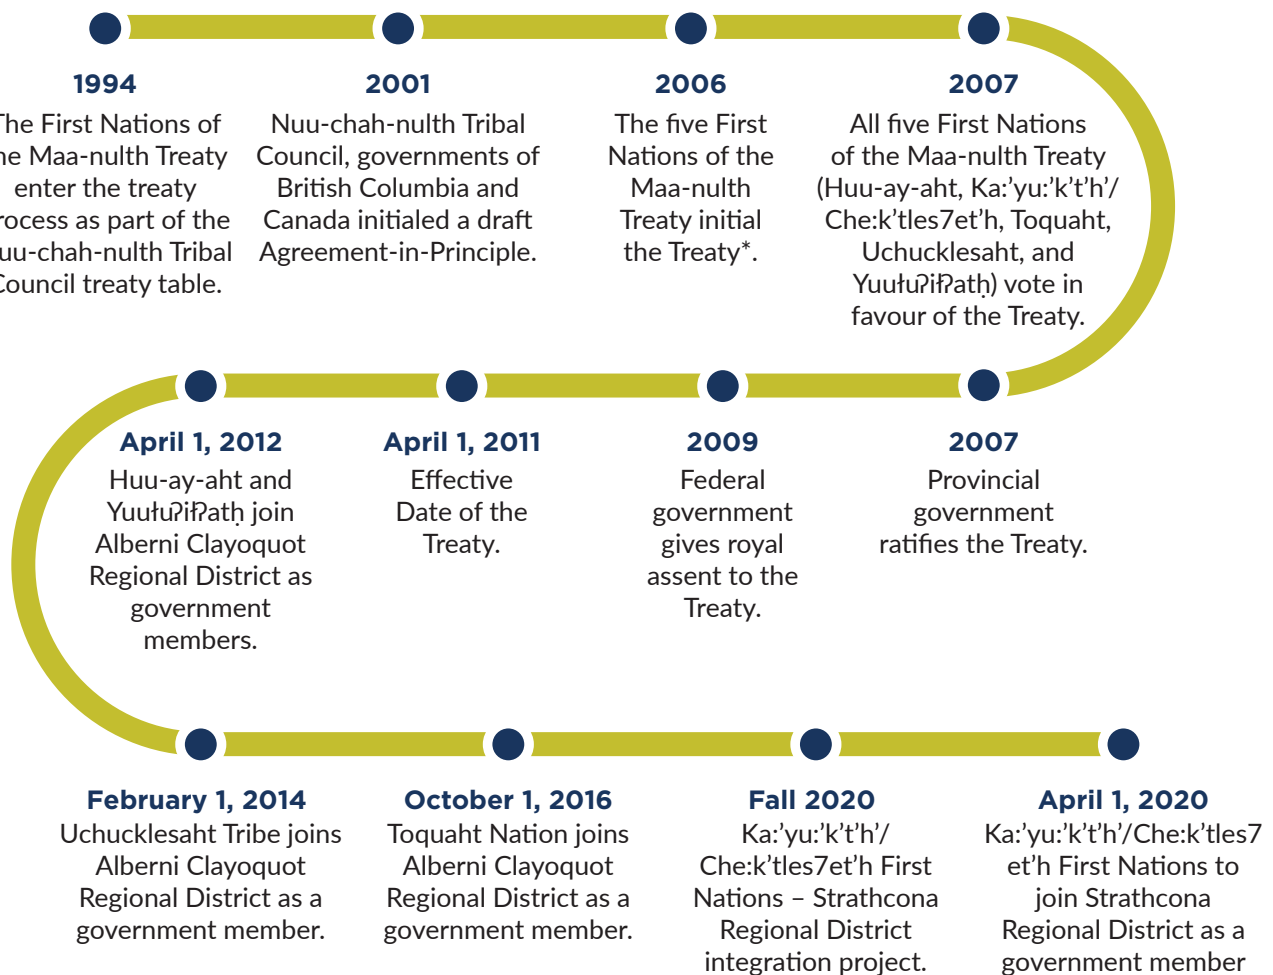 1994
The First Nations of
he Maa-nulth Treaty
enter the treaty
rocess as part of the
uu-chah-nulth Tribal
Council treaty table.
2001
Nuu-chah-nulth Tribal
Council, governments of
British Columbia and
Canada initialed a draft
Agreement-in-Principle.
2006
The five First
Nations of the
Maa-nulth
Treaty initial
the Treaty*.
2007
All five First Nations
of the Maa-nulth Treaty
(Huu-ay-aht, Ka:’yu:’k’t’h’/
Che:k’tles7et’h, Toquaht,
Uchucklesaht, and
Yuułuʔiłʔatḥ) vote in
favour of the Treaty.
2007
Provincial
government
ratifies the Treaty.
2009
Federal
government
gives royal
assent to the
Treaty.
April 1, 2011
Effective
Date of the
Treaty.
April 1, 2012
Huu-ay-aht and
Yuułuʔiłʔatḥ join
Alberni Clayoquot
Regional District as
government
members.
February 1, 2014
Uchucklesaht Tribe joins
Alberni Clayoquot
Regional District as a
government member.
October 1, 2016
Toquaht Nation joins
Alberni Clayoquot
Regional District as a
government member.
Fall 2020
Ka:’yu:’k’t’h’/
Che:k’tles7et’h First
Nations – Strathcona
Regional District
integration project.
April 1, 2020
Ka:’yu:’k’t’h’/Che:k’tles7
et’h First Nations to
join Strathcona
Regional District as a
government member